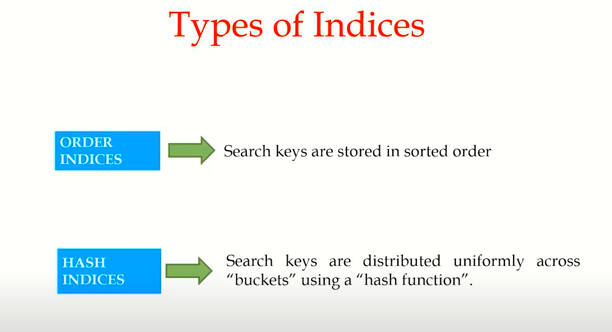 Types of Indices
ORDER
INDICES
Search keys are stored in sorted order
HASH
INDICES
Search keys are distributed uniformly across
“buckets” using a “hash function”.